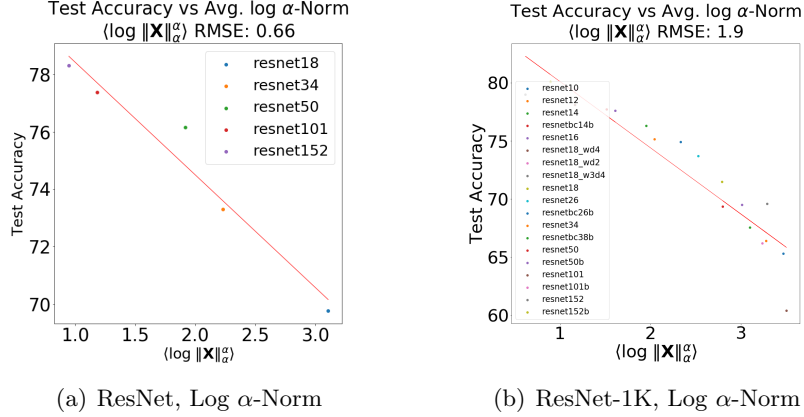 Test Accuracy vs Avg. log α-Norm
⟨log ‖X‖αα⟩ RMSE: 0.66
78
76
74
72
70
Test Accuracy
resnet18
resnet34
resnet50
resnet101
resnet152
1.0 1.5 2.0 2.5 3.0
⟨log ‖X‖αα⟩
(a) ResNet, Log α-Norm
Test Accuracy vs Avg. log α-Norm
⟨log ‖X‖αα⟩ RMSE: 1.9
80
75
70
65
60
Test Accuracy
resnet10
resnet12
resnet14
resnetbc14b
resnet16
resnet18_wd4
resnet18_wd2
resnet18_w3d4
resnet18
resnet26
resnetbc26b
resnet34
resnetbc38b
resnet50
resnet50b
resnet101
resnet101b
resnet152
resnet152b
1 2 3
⟨log ‖X‖αα⟩
(b) ResNet-1K, Log α-Norm